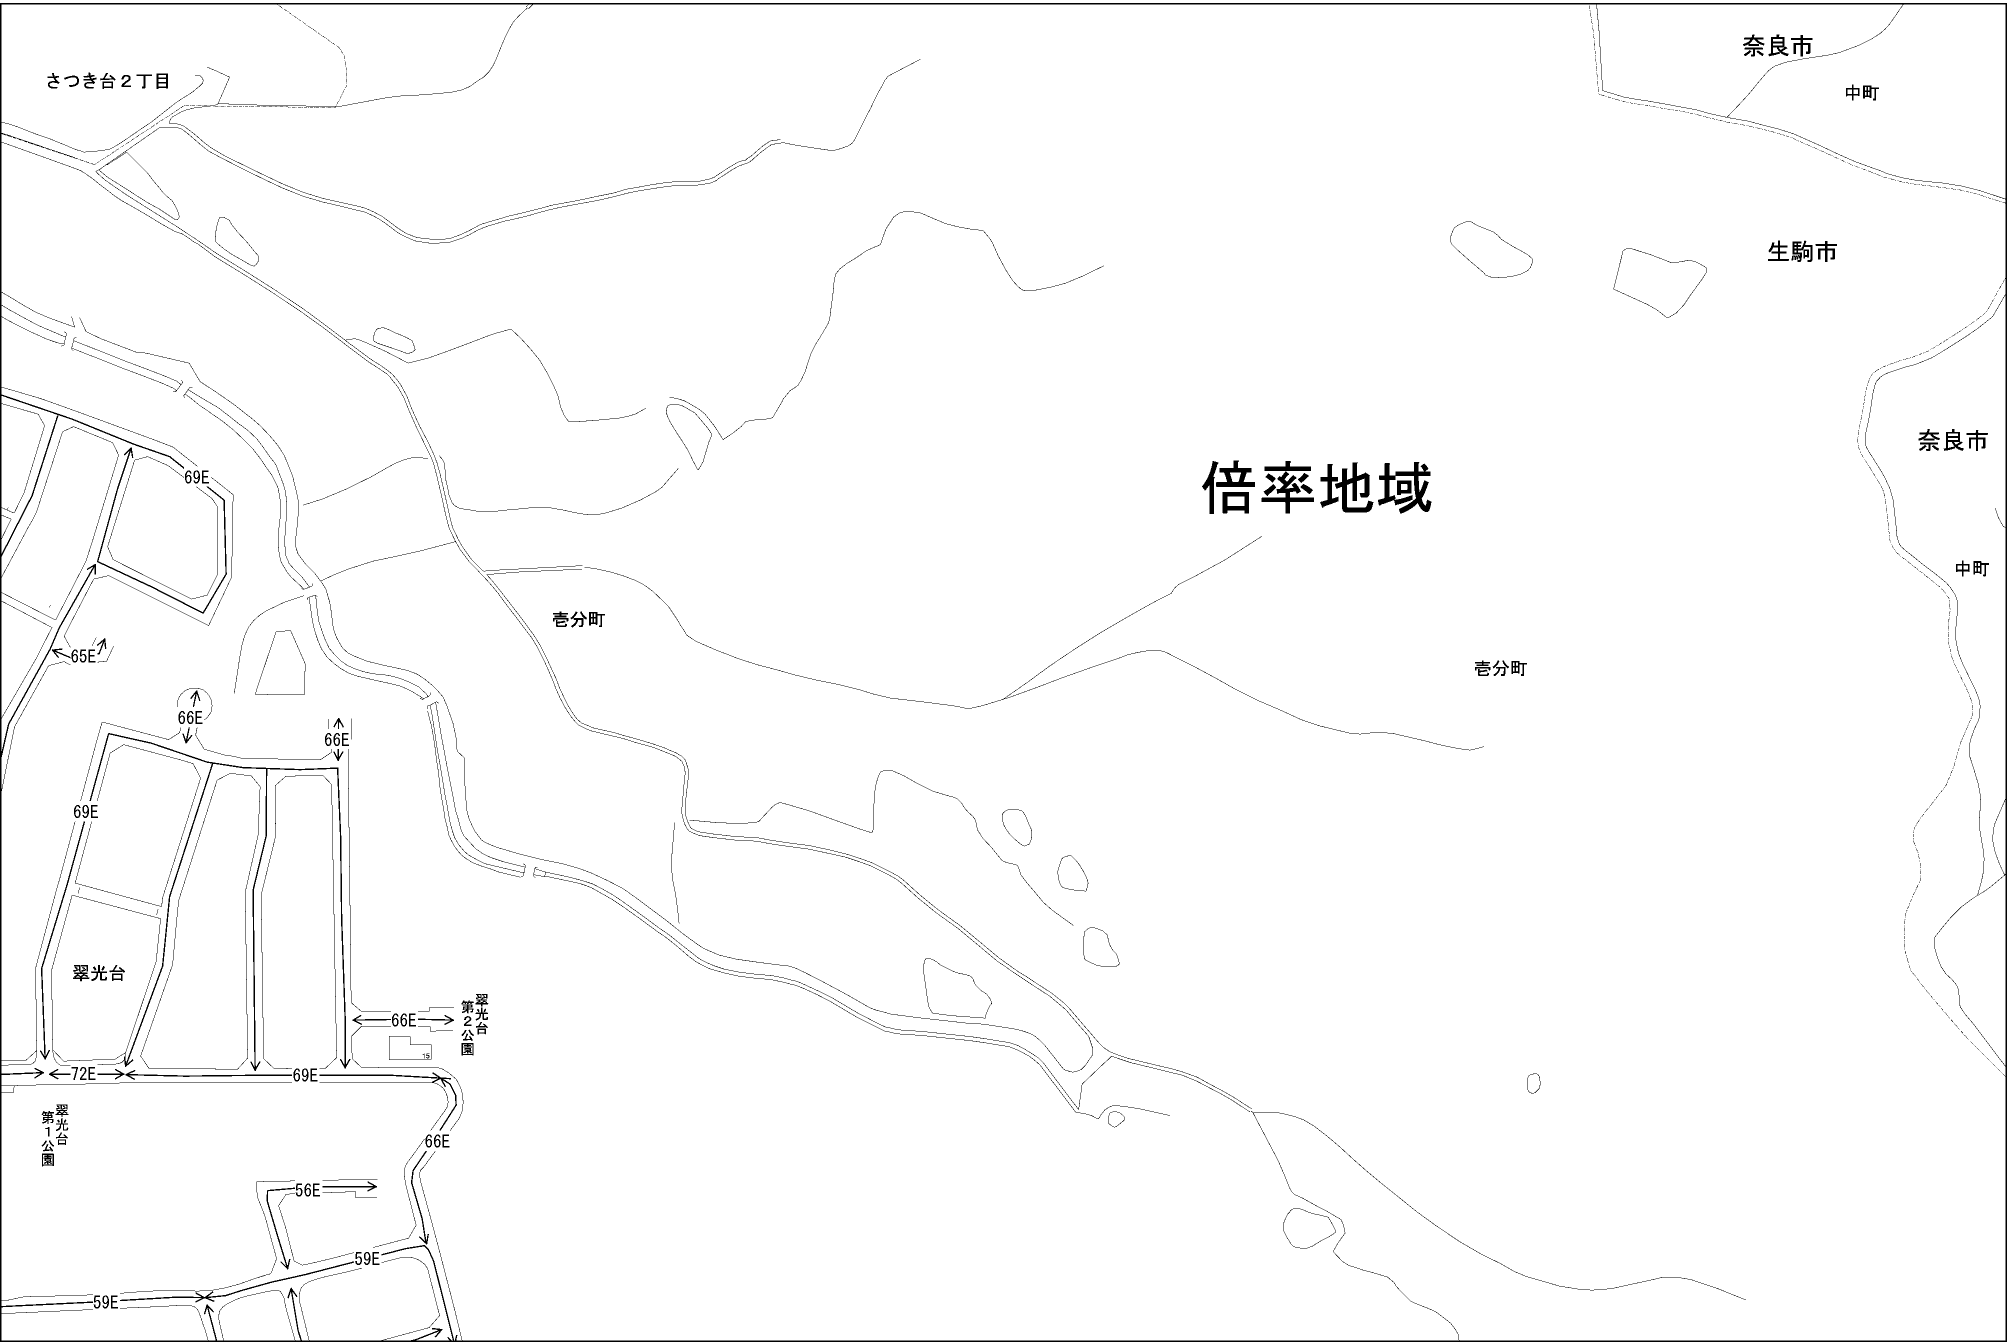 奈良市
さつき台２丁目
中町
生駒市
奈良市
69E
倍率地域
中町
壱分町
65E
壱分町
66E
66E
69E
翠光台
翠光台
第２公園
66E
15
72E
69E
翠光台
第１公園
66E
56E
59E
59E